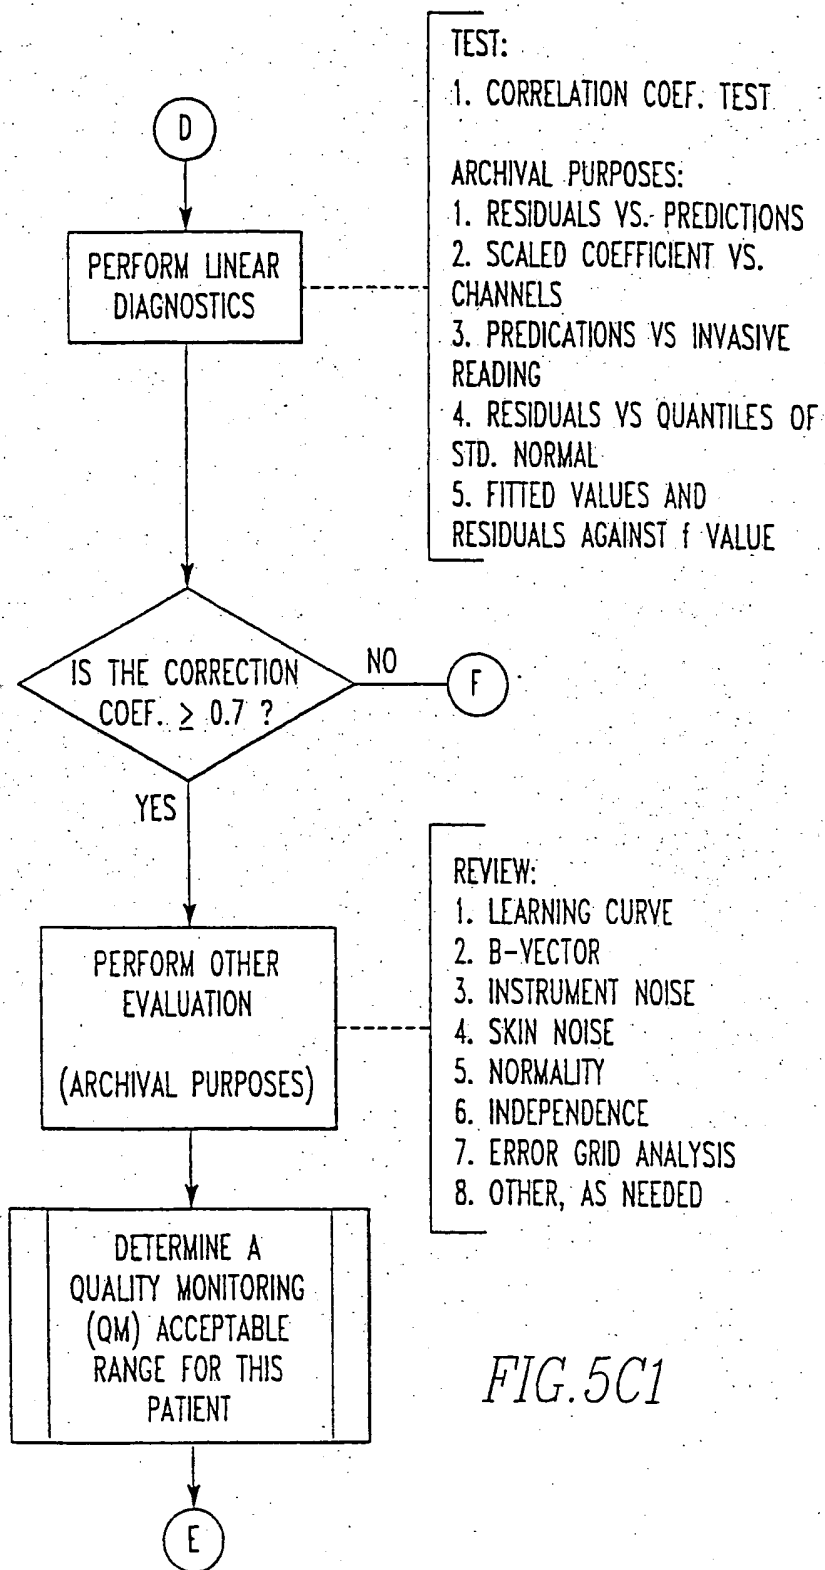 D
PERFORM LINEAR
DIAGNOSTICS
TEST:
1. CORRELATION COEF. TEST
ARCHIVAL PURPOSES:
1. RESIDUALS VS. PREDICTIONS
2. SCALED COEFFICIENT VS.
CHANNELS
3. PREDICATIONS VS INVASIVE
READING
4. RESIDUALS VS QUANTILES OF
STD. NORMAL
5. FITTED VALUES AND
RESIDUALS AGAINST f VALUE
IS THE CORRECTION
COEF. ≥ 0.7 ?
NO
F
YES
PERFORM OTHER
EVALUATION
(ARCHIVAL PURPOSES)
REVIEW:
1. LEARNING CURVE
2. B-VECTOR
3. INSTRUMENT NOISE
4. SKIN NOISE
5. NORMALITY
6. INDEPENDENCE
7. ERROR GRID ANALYSIS
8. OTHER, AS NEEDED
DETERMINE A
QUALITY MONITORING
(QM) ACCEPTABLE
RANGE FOR THIS
PATIENT
E
FIG.5C1